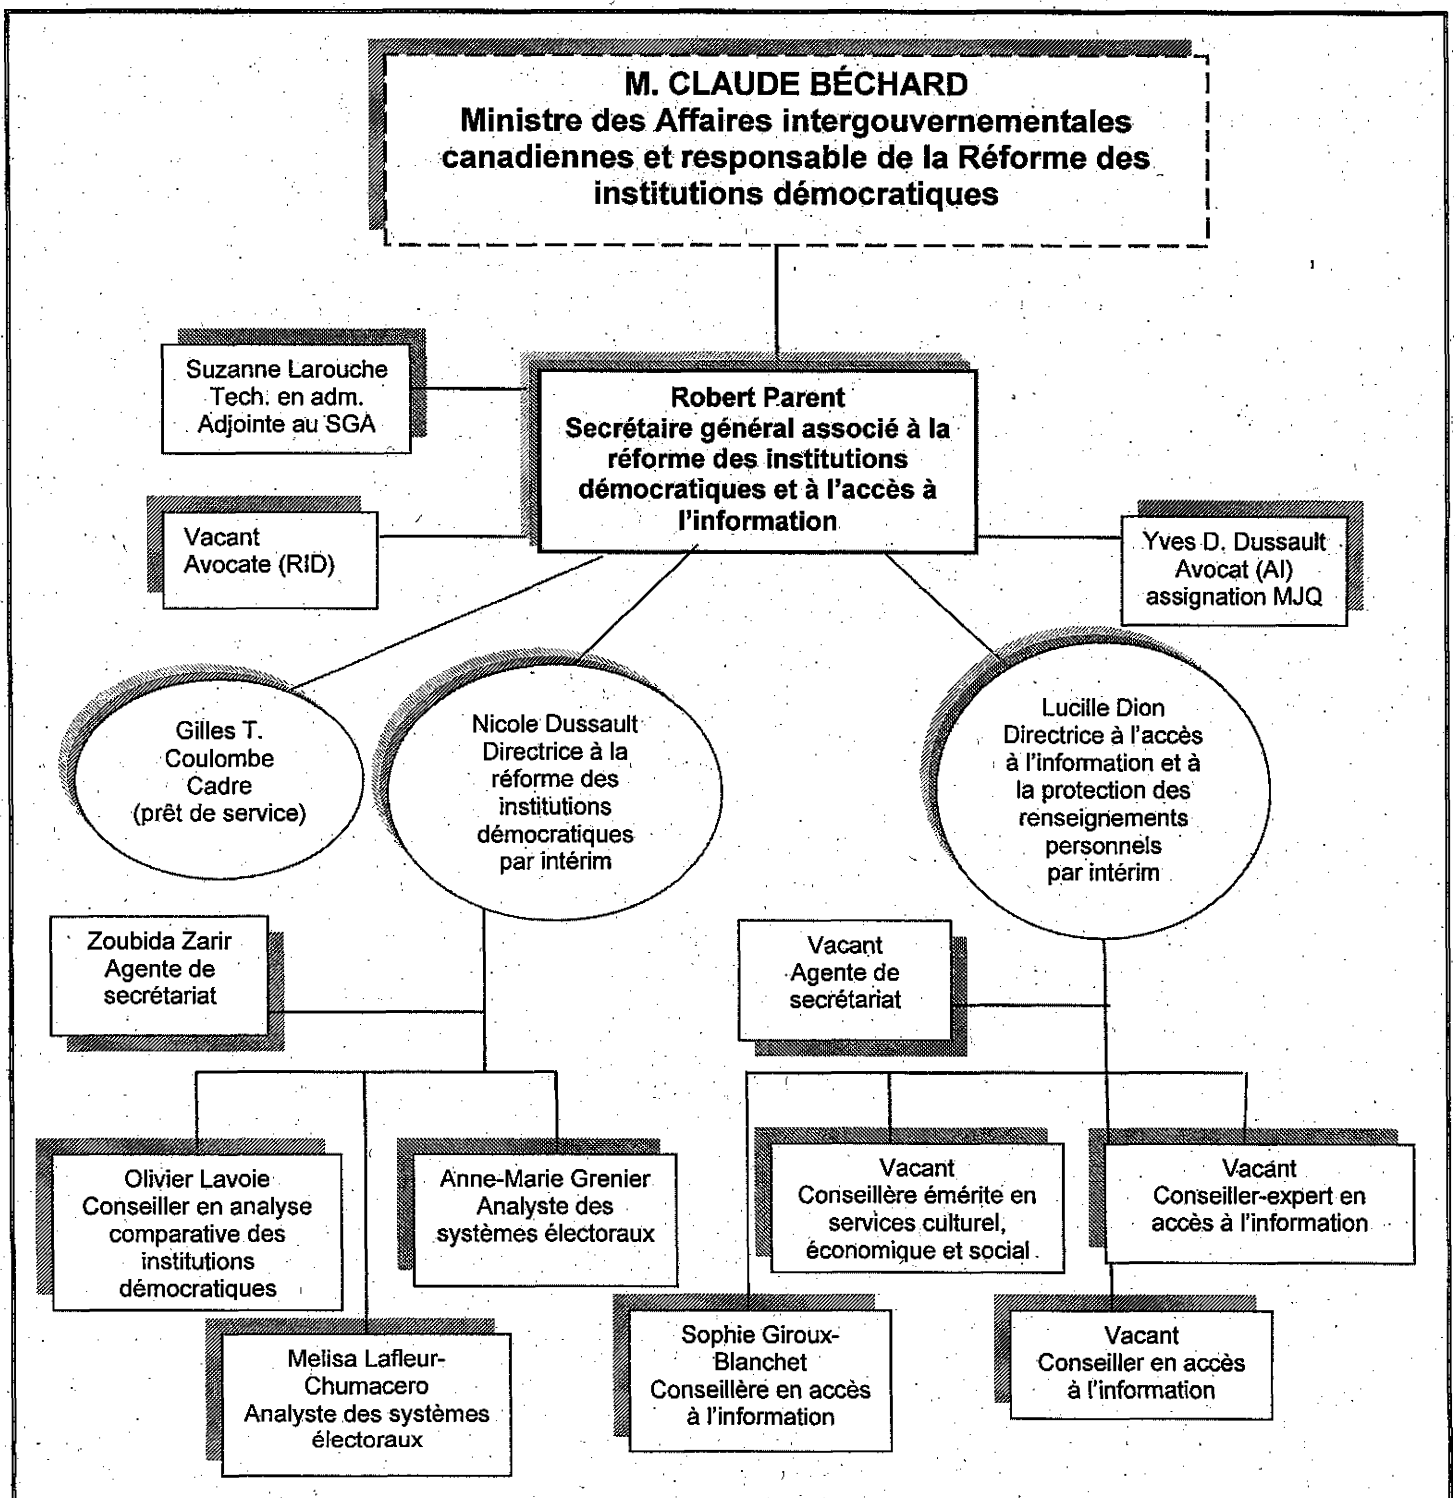 M. CLAUDE BÉCHARD
Ministre des Affaires intergouvernementales
canadiennes et responsable de la Réforme des
institutions démocratiques
Suzanne Larouche
Tech. en adm.
Adjointe au SGA
Robert Parent
Secrétaire général associé à la
réforme des institutions
démocratiques et à l'accès à
l'information
Vacant
Avocate (RID)
Yves D. Dussault
Avocat (AI)
assignation MJQ
Gilles T.
Coulombe
Cadre
(prêt de service)
Nicole Dussault
Directrice à la
réforme des
institutions
démocratiques
par intérim
Lucille Dion
Directrice à l'accès
à l'information et à
la protection des
renseignements
personnels
par intérim
Zoubida Zarir
Agente de
secrétariat
Vacant
Agente de
secrétariat
Olivier Lavoie
Conseiller en analyse
comparative des
institutions
démocratiques
Anne-Marie Grenier
Analyste des
systèmes électoraux
Vacant
Conseillère émérite en
services culturel,
économique et social
Vacant
Conseiller-expert en
accès à l'information
Melisa Lafleur-
Chumacero
Analyste des systèmes
électoraux
Sophie Giroux-
Blanchet
Conseillère en accès
à l'information
Vacant
Conseiller en accès
à l'information